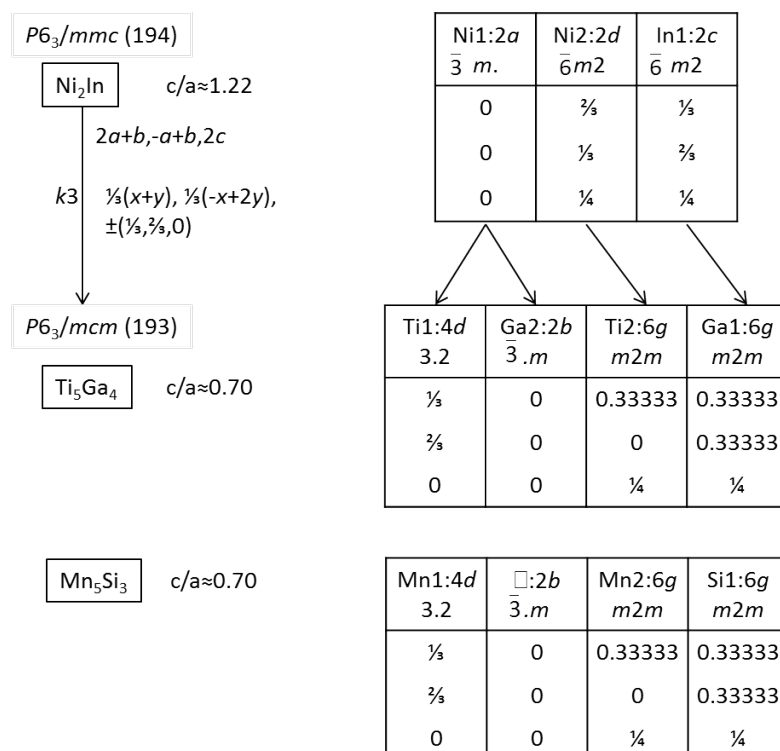 P6₃/mmc (194)
Ni₂In c/a≈1.22
2a+b,-a+b,2c
k3 ⅓(x+y), ⅓(-x+2y),
±(⅓,⅔,0)
P6₃/mcm (193)
Ti₅Ga₄ c/a≈0.70
Mn₅Si₃ c/a≈0.70
Ni1:2a Ni2:2d In1:2c
3̅ m. 6̅m2 6̅ m2
0 ⅔ ⅓
0 ⅓ ⅔
0 ¼ ¼
Ti1:4d Ga2:2b Ti2:6g Ga1:6g
3.2 3̅ .m m2m m2m
⅓ 0 0.33333 0.33333
⅔ 0 0 0.33333
0 0 ¼ ¼
Mn1:4d □:2b Mn2:6g Si1:6g
3.2 3̅.m m2m m2m
⅓ 0 0.33333 0.33333
⅔ 0 0 0.33333
0 0 ¼ ¼